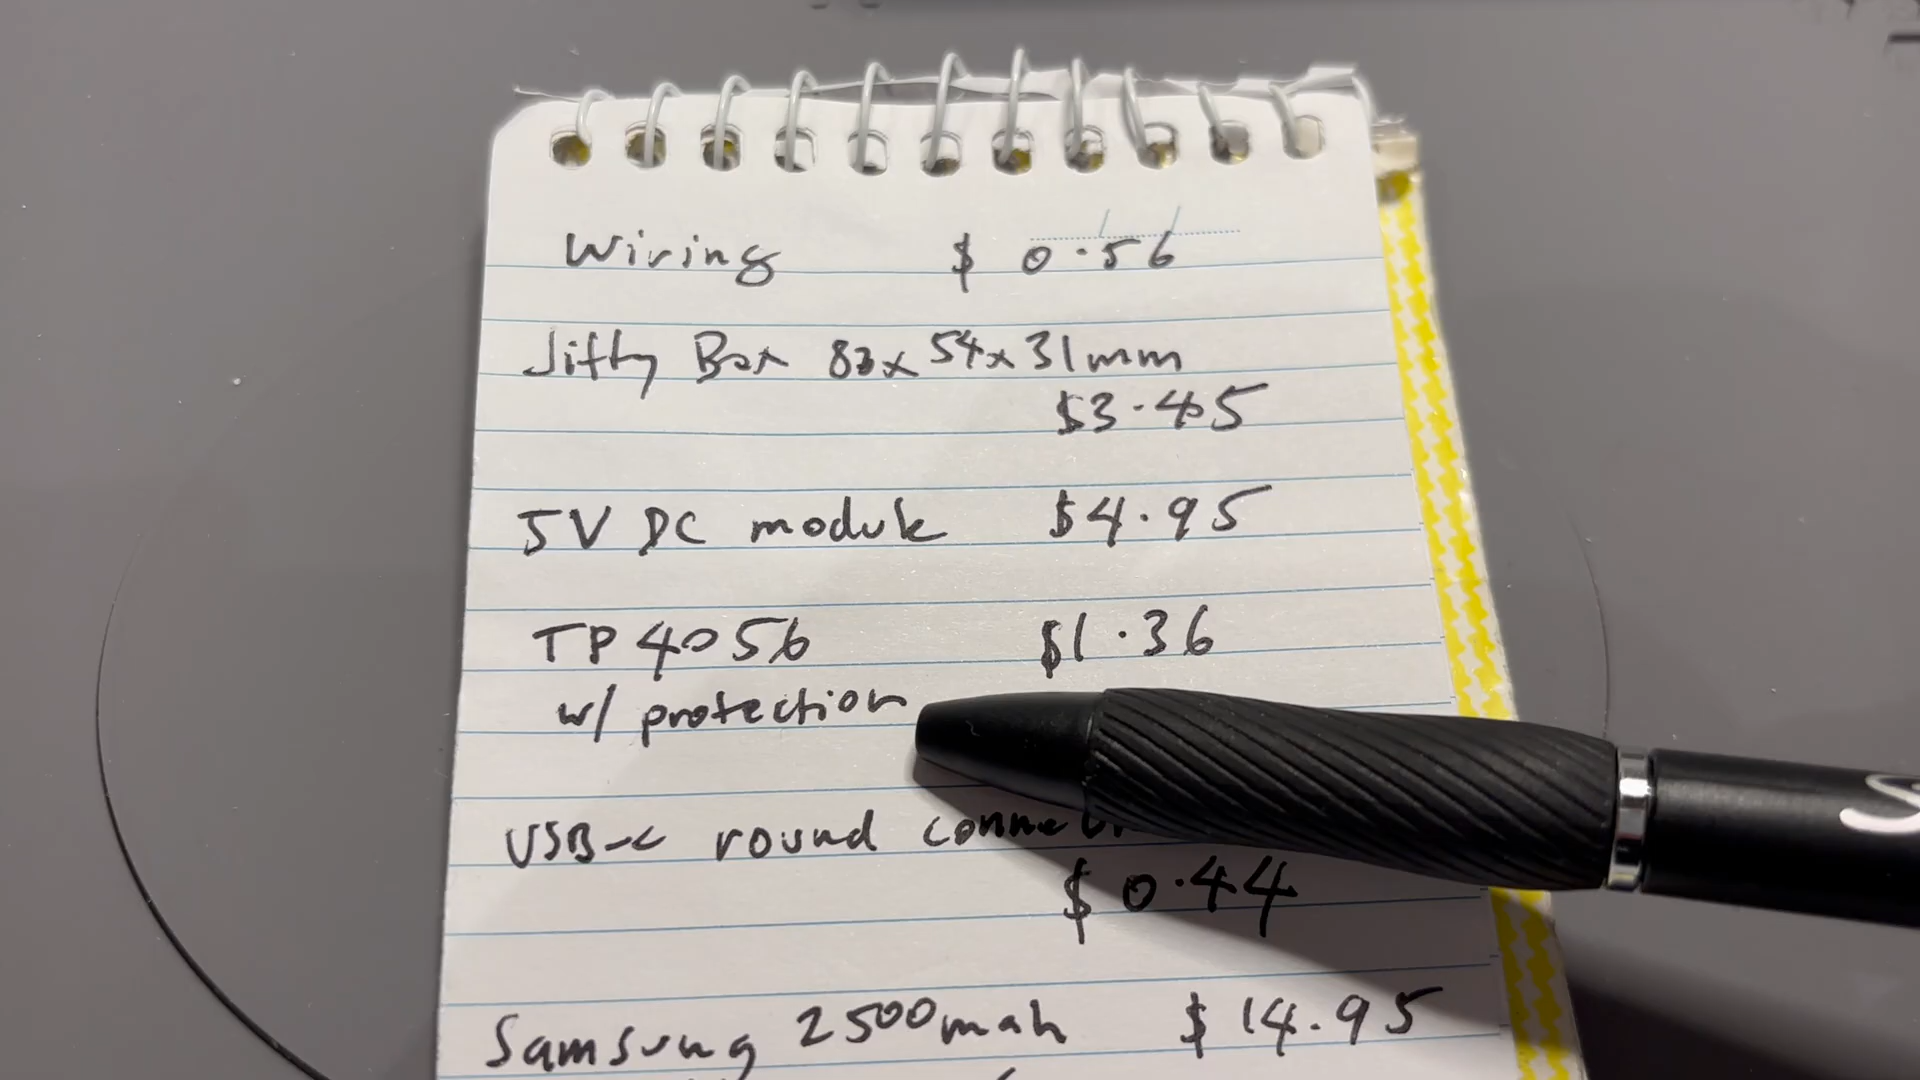 Wiring $ 0.56
Jiffy Box 83x54x31mm
$3.45
5V DC module $4.95
TP4056 $1.36
w/ protection
USB-C round
$0.44
Samsung 2500mah $14.95